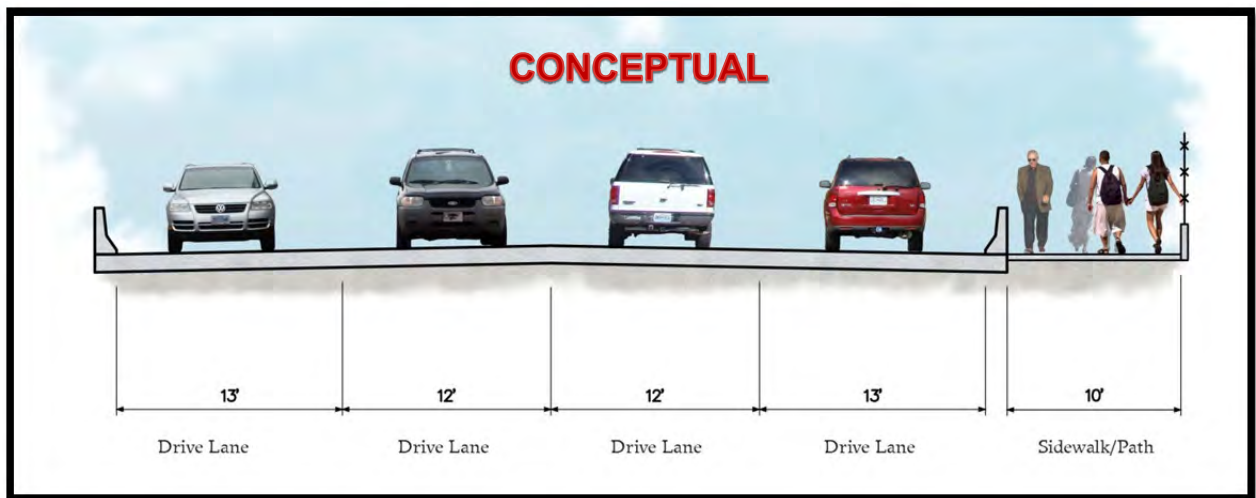 CONCEPTUAL
13' 12' 12' 13' 10'
Drive Lane Drive Lane Drive Lane Drive Lane Sidewalk/Path